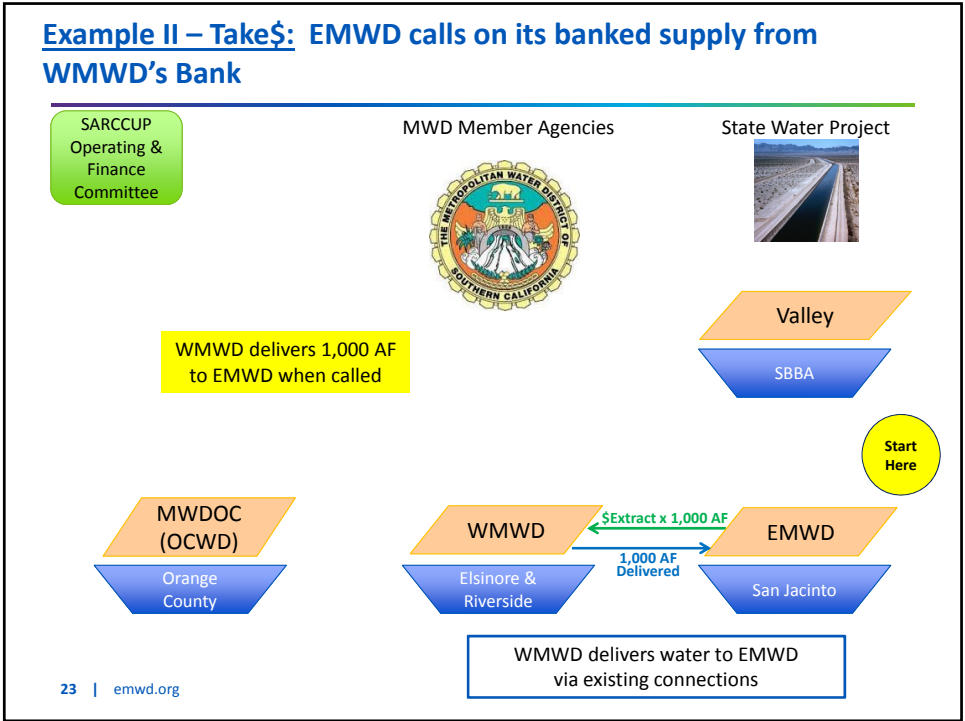 Example II – Take$: EMWD calls on its banked supply from
WMWD's Bank
SARCCUP
Operating &
Finance
Committee
MWD Member Agencies
State Water Project
THE METROPOLITAN WATER DISTRICT OF
SOUTHERN CALIFORNIA
Valley
SBBA
WMWD delivers 1,000 AF
to EMWD when called
Start
Here
MWDOC
(OCWD)
Orange
County
WMWD
Elsinore &
Riverside
$Extract x 1,000 AF
1,000 AF
Delivered
EMWD
San Jacinto
WMWD delivers water to EMWD
via existing connections
23 | emwd.org